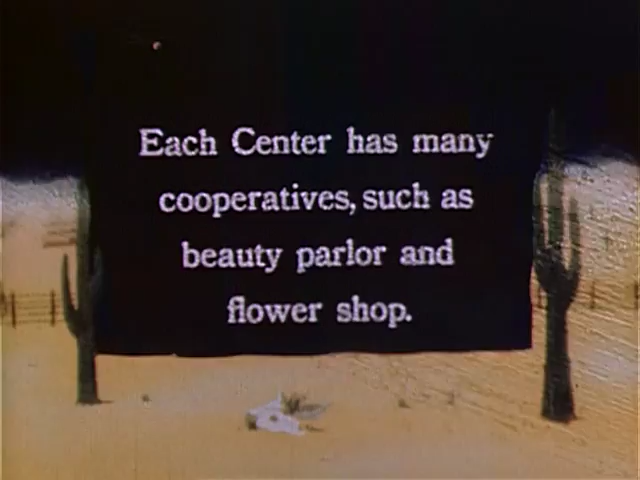 Each Center has many
cooperatives, such as
beauty parlor and
flower shop.